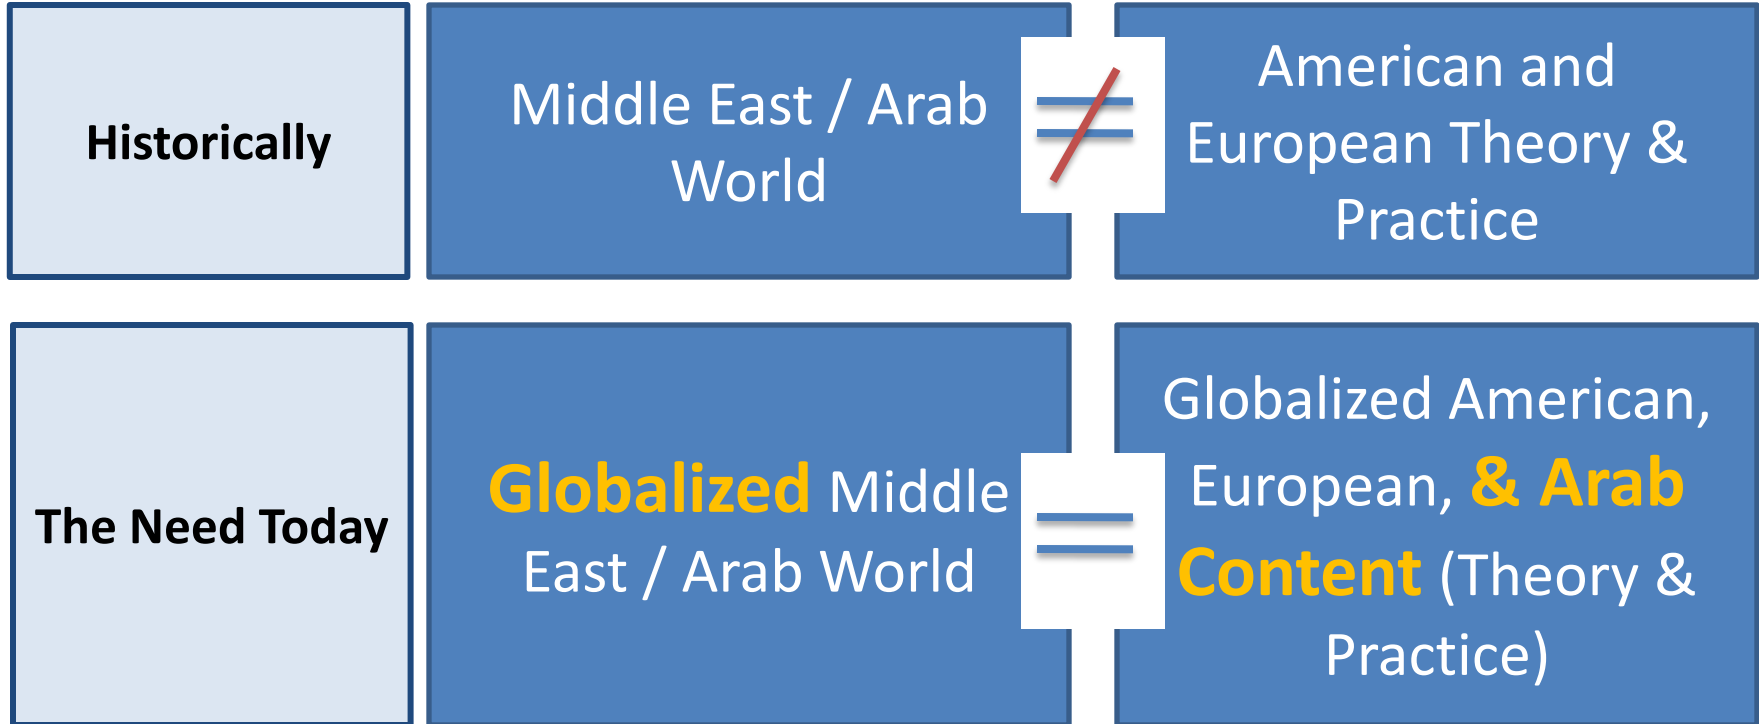 Historically
Middle East / Arab
World
≠
American and
European Theory &
Practice
The Need Today
Globalized Middle
East / Arab World
=
Globalized American,
European, & Arab
Content (Theory &
Practice)